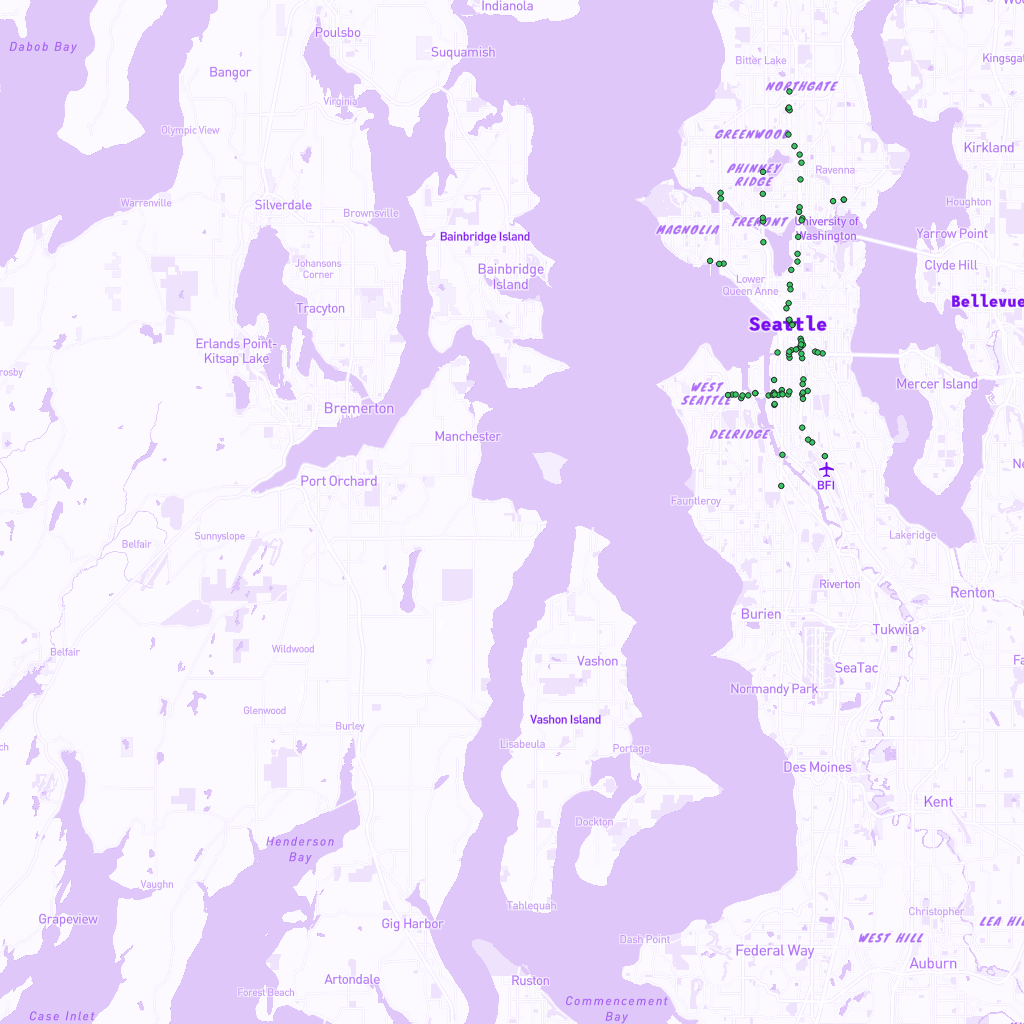 Indianola
Poulsbo
Dabob Bay
Suquamish
Bitter Lake
Bangor
NORTHGATE
Virginia
Olympic View
GREENWOOD
Kirkland
PHINNEY
RIDGE
Ravenna
Warrenville
Silverdale
Brownsville
Houghton
FREMONT
University of
Washington
MAGNOLIA
Bainbridge Island
Yarrow Point
Johansons
Corner
Bainbridge
Island
Clyde Hill
Lower
Queen Anne
Tracyton
Bellevue
Seattle
Erlands Point-
Kitsap Lake
Mercer Island
WEST
SEATTLE
Bremerton
Manchester
DELRIDGE
Port Orchard
BFI
Fauntleroy
Sunnyslope
Belfair
Lakeridge
Riverton
Renton
Burien
Tukwila
Wildwood
Belfair
Vashon
SeaTac
Normandy Park
Glenwood
Vashon Island
Burley
Lisabeula
Portage
Des Moines
Kent
Dockton
Henderson
Bay
Vaughn
Tahlequah
Christopher
Grapeview
Gig Harbor
Dash Point
WEST HILL
Federal Way
Auburn
Artondale
Ruston
Forest Beach
Commencement
Bay
Case Inlet